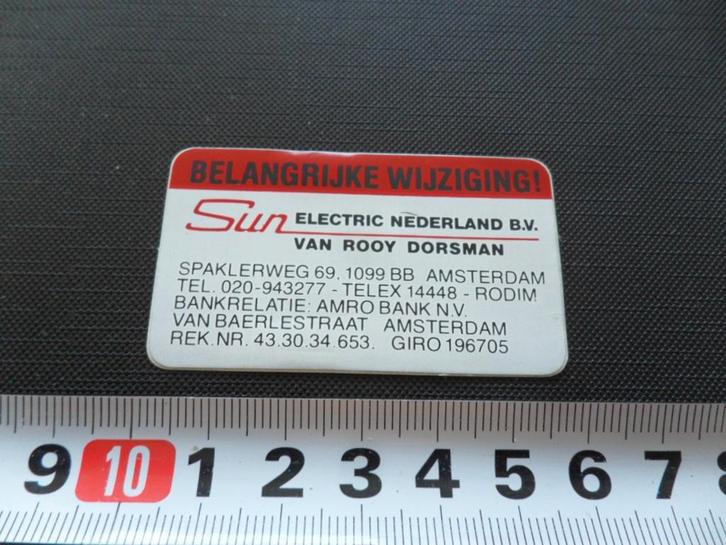 BELANGRIJKE WIJZIGING!
Sun ELECTRIC NEDERLAND B.V.
VAN ROOY DORSMAN
SPAKLERWEG 69, 1099 BB AMSTERDAM
TEL. 020-943277 - TELEX 14448 - RODIM
BANKRELATIE: AMRO BANK N.V.
VAN BAERLESTRAAT AMSTERDAM
REK.NR. 43.30.34.653. GIRO 196705
9 10 1 2 3 4 5 6 7 8